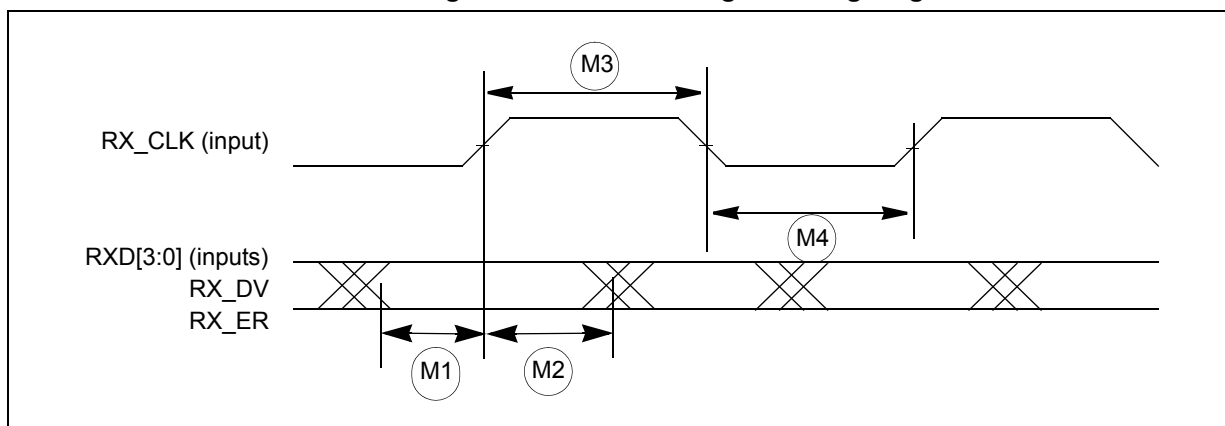 M3
RX_CLK (input)
M4
RXD[3:0] (inputs)
RX_DV
RX_ER
M1
M2